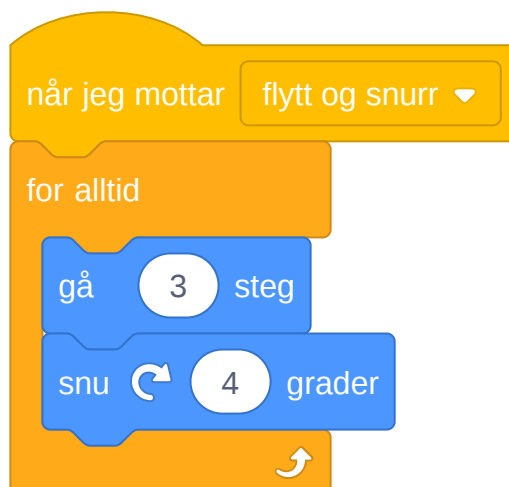 når jeg mottar flytt og snurr
for alltid
gå 3 steg
snu 4 grader